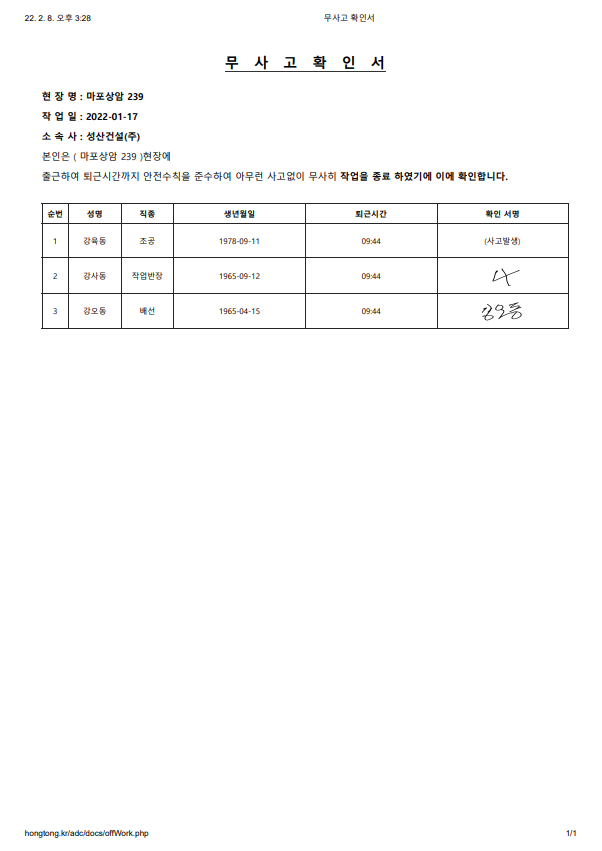 22. 2. 8. 오후 3:28 무사고 확인서
무 사 고 확 인 서
현 장 명 : 마포상암 239
작 업 일 : 2022-01-17
소 속 사 : 성산건설(주)
본인은 ( 마포상암 239 )현장에
출근하여 퇴근시간까지 안전수칙을 준수하여 아무런 사고없이 무사히 작업을 종료 하였기에 이에 확인합니다.
순번 성명 직종 생년월일 퇴근시간 확인 서명
1 강육동 조공 1978-09-11 09:44 (사고발생)
2 강사동 작업반장 1965-09-12 09:44 사
3 강오동 배선 1965-04-15 09:44 강오동
hongtong.kr/adc/docs/offWork.php 1/1